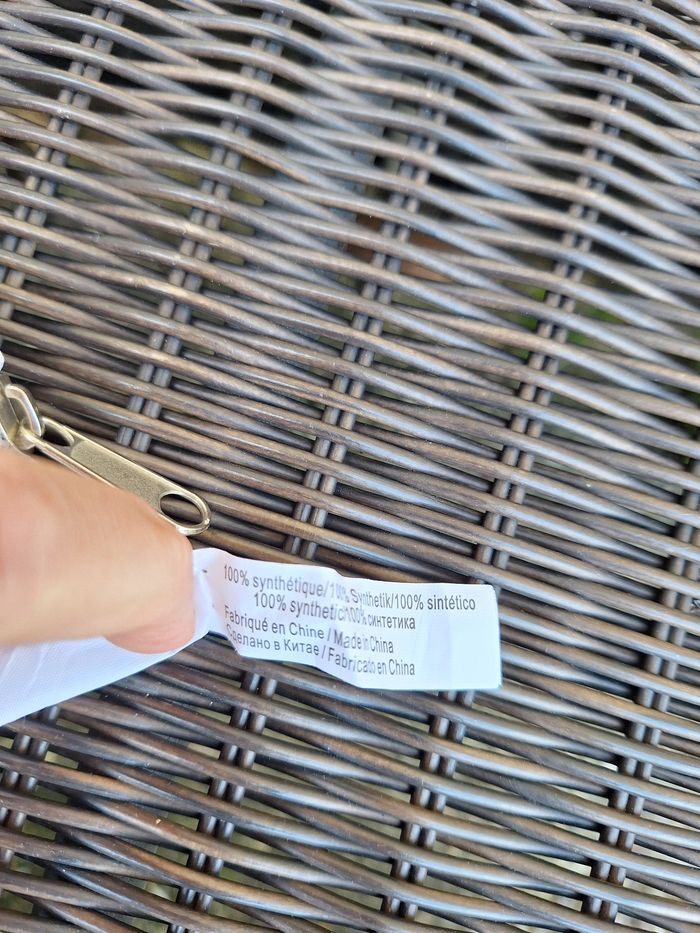 100% synthétique/100% Synthetik/100% sintético
100% synthetic/100% синтетика
Fabriqué en Chine / Made in China
Сделано в Китае / Fabricado en China